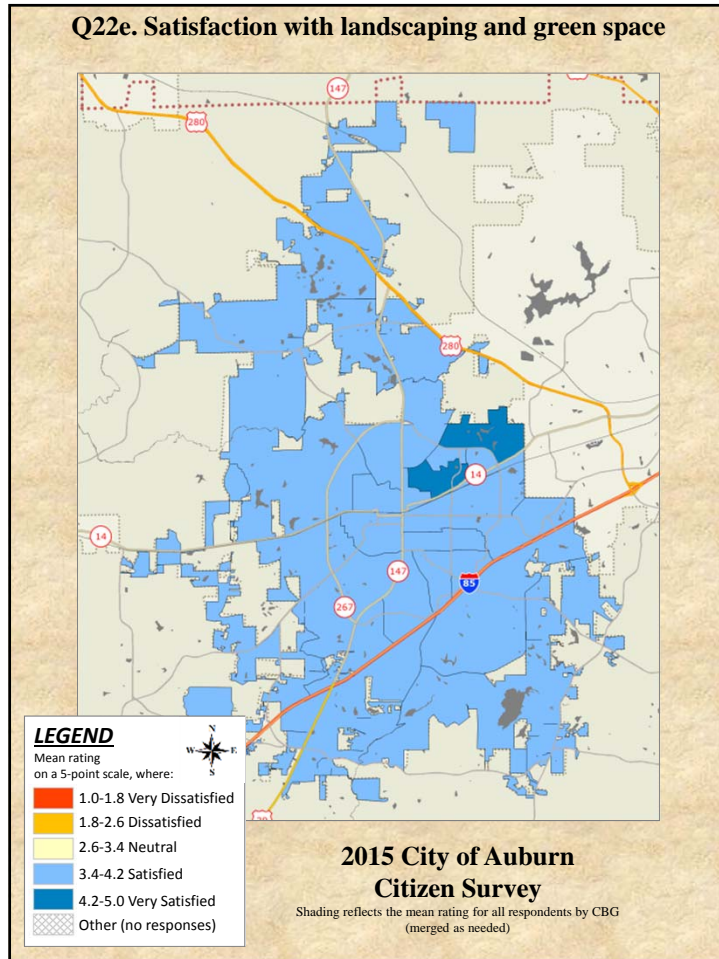 Q22e. Satisfaction with landscaping and green space
147
280
280
14
14
147
85
267
LEGEND
N
W E
S
Mean rating
on a 5-point scale, where:
1.0-1.8 Very Dissatisfied
1.8-2.6 Dissatisfied
2.6-3.4 Neutral
3.4-4.2 Satisfied
4.2-5.0 Very Satisfied
Other (no responses)
2015 City of Auburn
Citizen Survey
Shading reflects the mean rating for all respondents by CBG
(merged as needed)